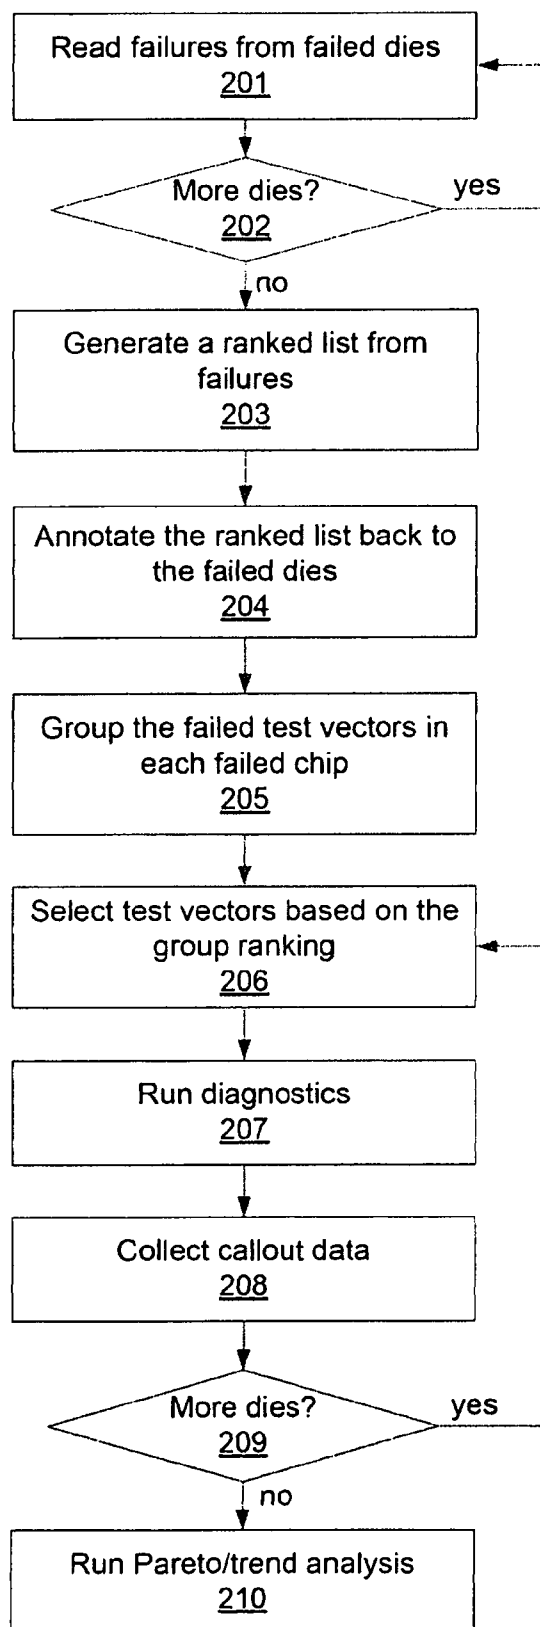 Read failures from failed dies
201
More dies?
202
yes
no
Generate a ranked list from
failures
203
Annotate the ranked list back to
the failed dies
204
Group the failed test vectors in
each failed chip
205
Select test vectors based on the
group ranking
206
Run diagnostics
207
Collect callout data
208
More dies?
209
yes
no
Run Pareto/trend analysis
210